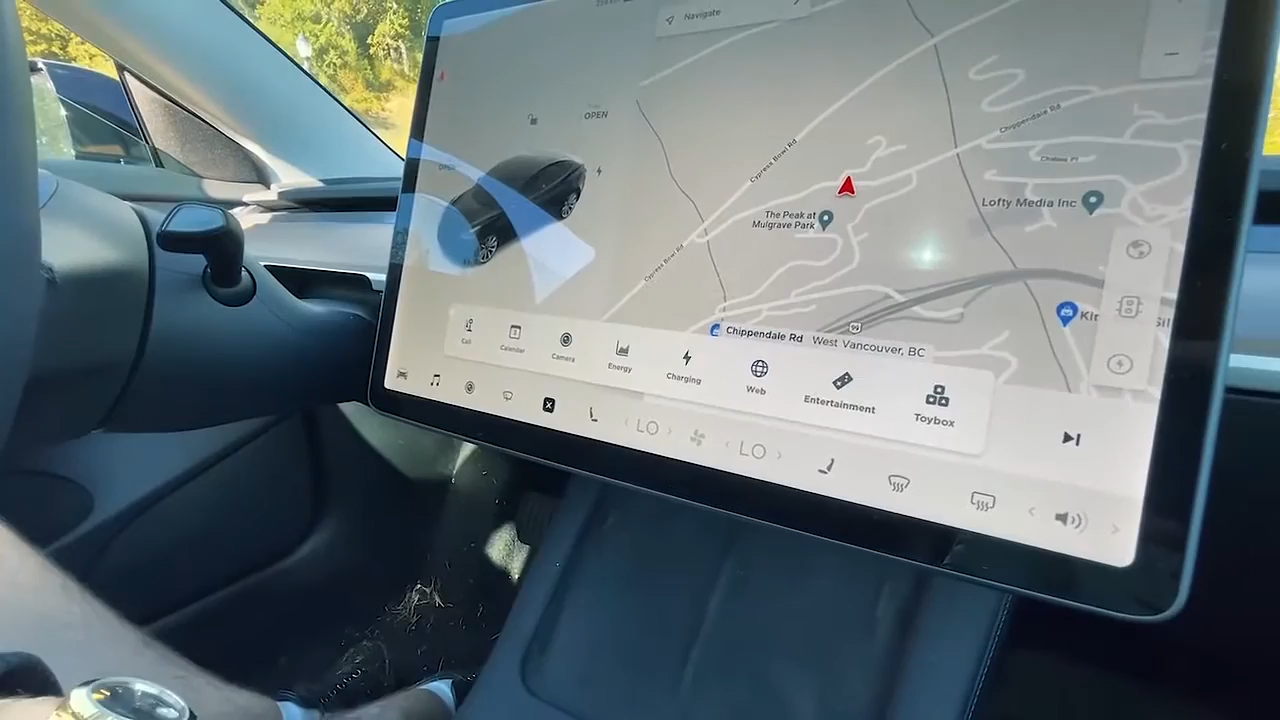 Navigate
OPEN
Chippendale Rd
Cypress Bowl Rd
Lofty Media Inc
The Peak at
Mulgrave Park
Cypress Bowl Rd
99
Chippendale Rd West Vancouver, BC
Call
Calendar
Camera
Energy
Charging
Web
Entertainment
Toybox
LO
LO